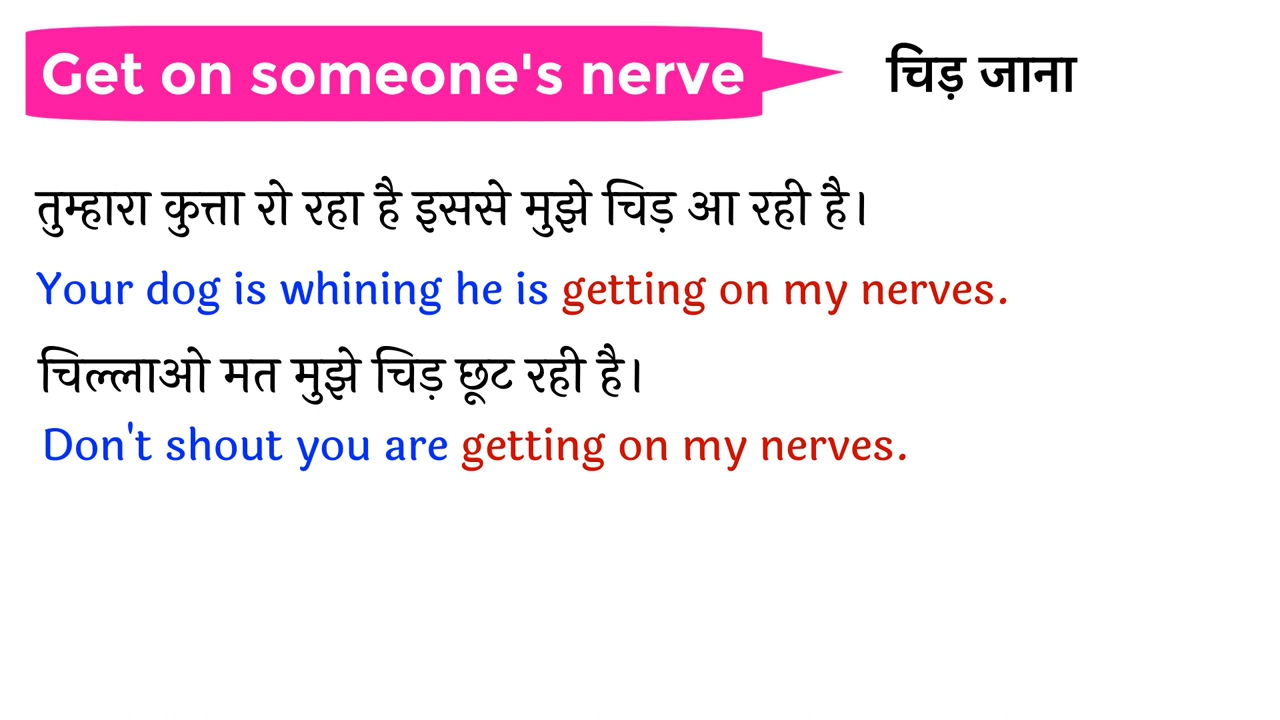 Get on someone's nerve
चिड़ जाना
तुम्हारा कुत्ता रो रहा है इससे मुझे चिड़ आ रही है।
Your dog is whining he is getting on my nerves.
चिल्लाओ मत मुझे चिड़ छूट रही है।
Don't shout you are getting on my nerves.